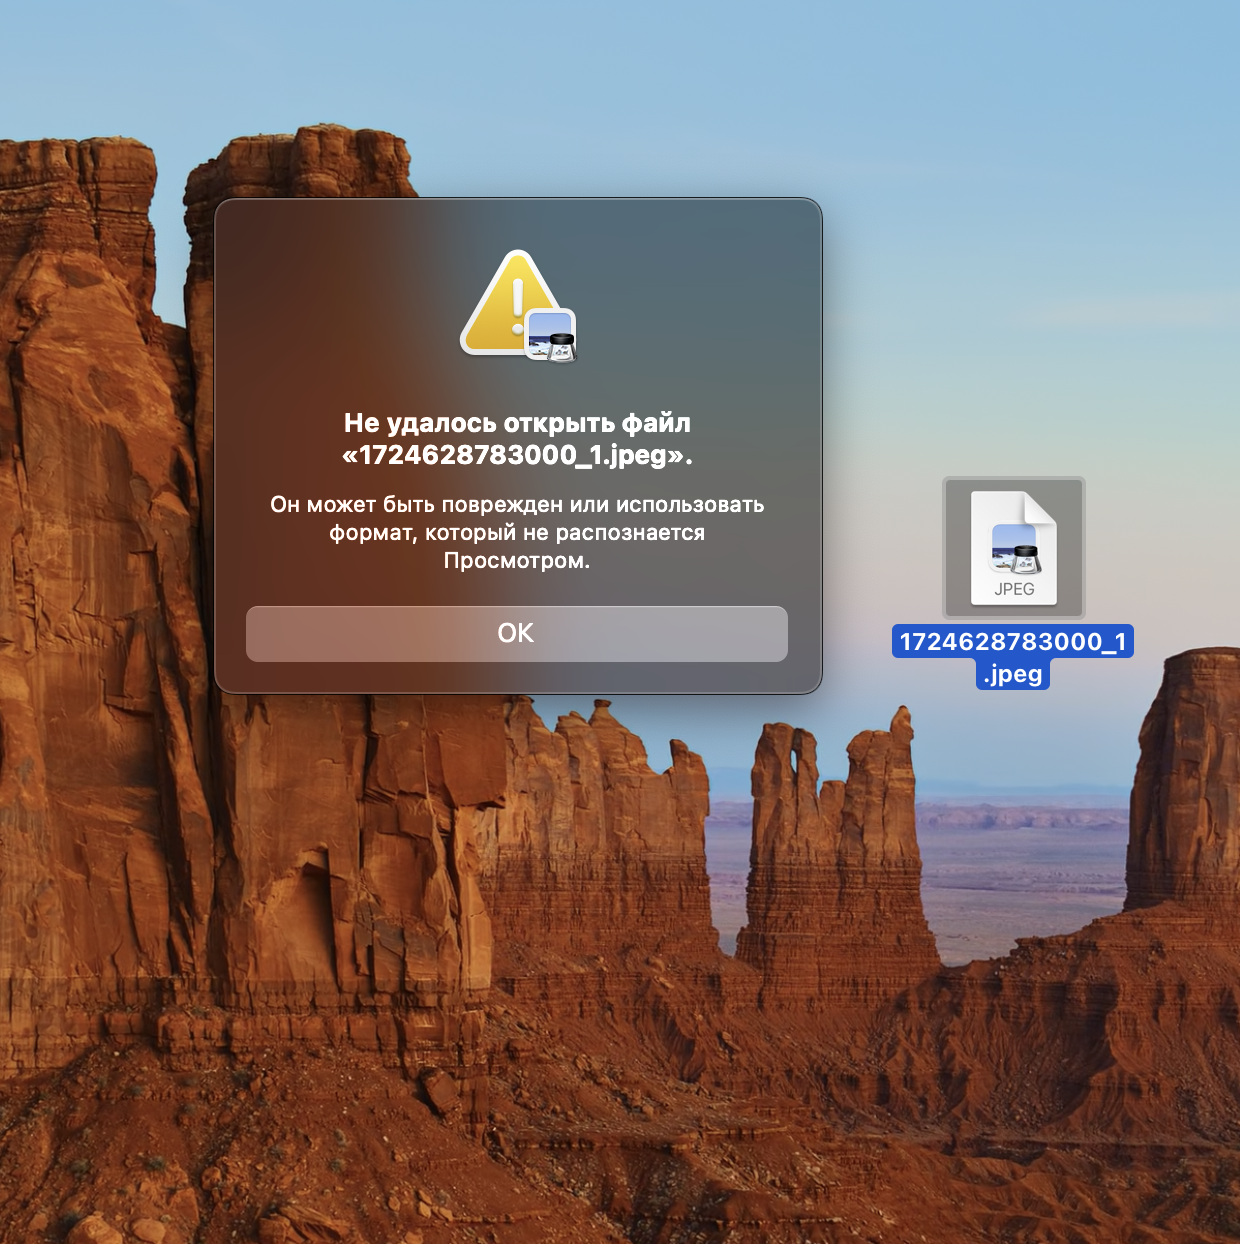 Не удалось открыть файл
«1724628783000_1.jpeg».
Он может быть поврежден или использовать
формат, который не распознается
Просмотром.
OK
JPEG
1724628783000_1
.jpeg